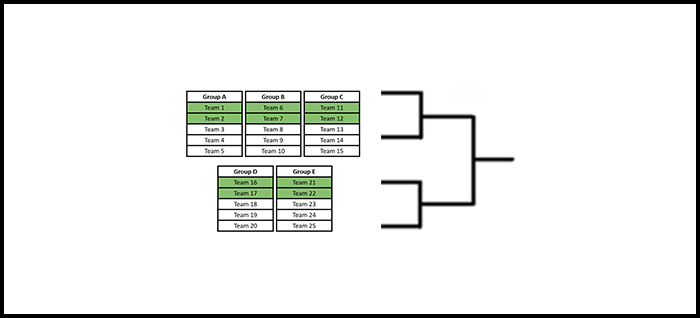 Group A Group B Group C
Team 1 Team 6 Team 11
Team 2 Team 7 Team 12
Team 3 Team 8 Team 13
Team 4 Team 9 Team 14
Team 5 Team 10 Team 15
Group D Group E
Team 16 Team 21
Team 17 Team 22
Team 18 Team 23
Team 19 Team 24
Team 20 Team 25